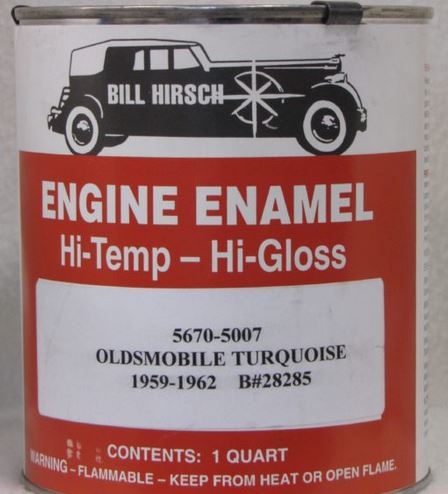 BILL HIRSCH
ENGINE ENAMEL
Hi-Temp – Hi-Gloss
5670-5007
OLDSMOBILE TURQUOISE
1959-1962 B#28285
CONTENTS: 1 QUART
WARNING – FLAMMABLE – KEEP FROM HEAT OR OPEN FLAME.